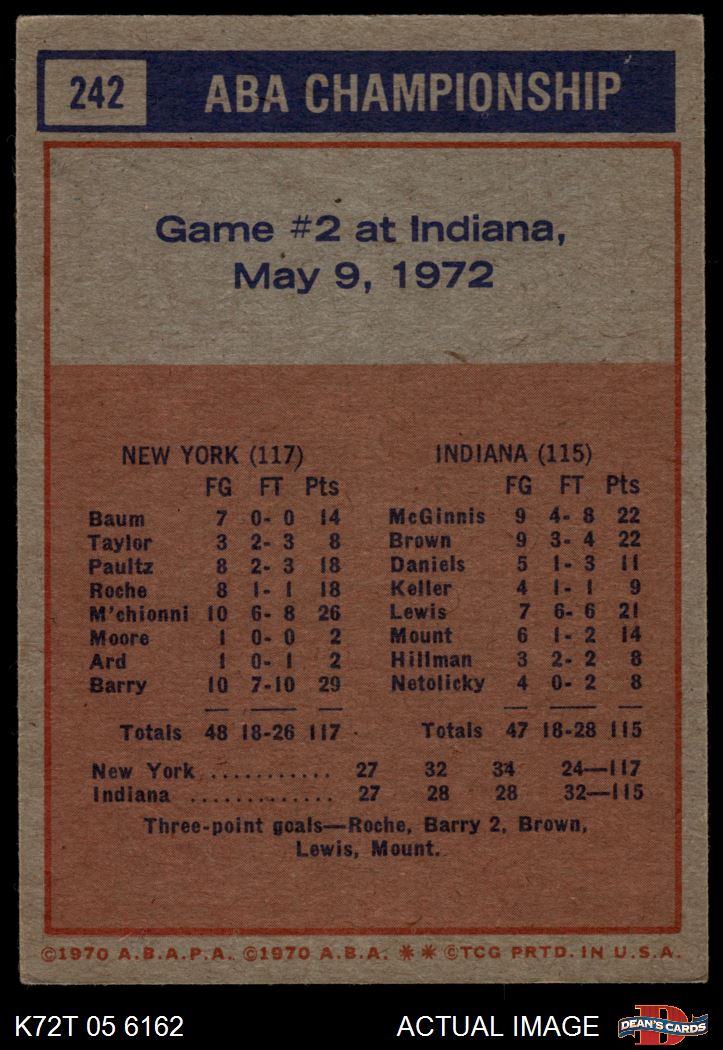 242 ABA CHAMPIONSHIP
Game #2 at Indiana,
May 9, 1972
NEW YORK (117) INDIANA (115)
FG FT Pts FG FT Pts
Baum 7 0- 0 14 McGinnis 9 4- 8 22
Taylor 3 2- 3 8 Brown 9 3- 4 22
Paultz 8 2- 3 18 Daniels 5 1- 3 11
Roche 8 1- 1 18 Keller 4 1- 1 9
M'chionni 10 6- 8 26 Lewis 7 6- 6 21
Moore 1 0- 0 2 Mount 6 1- 2 14
Ard 1 0- 1 2 Hillman 3 2- 2 8
Barry 10 7-10 29 Netolicky 4 0- 2 8
Totals 48 18-26 117 Totals 47 18-28 115
New York ........... 27 32 34 24—117
Indiana ............. 27 28 28 32—115
Three-point goals—Roche, Barry 2, Brown,
Lewis, Mount.
©1970 A.B.A.P.A. ©1970 A.B.A. ** ©TCG PRTD. IN U.S.A.
K72T 05 6162 ACTUAL IMAGE DEAN'S CARDS